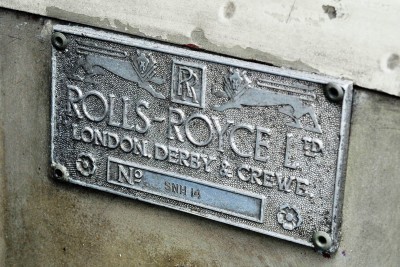 RR
ROLLS-ROYCE LTD
LONDON, DERBY & CREWE.
No. SNH 14